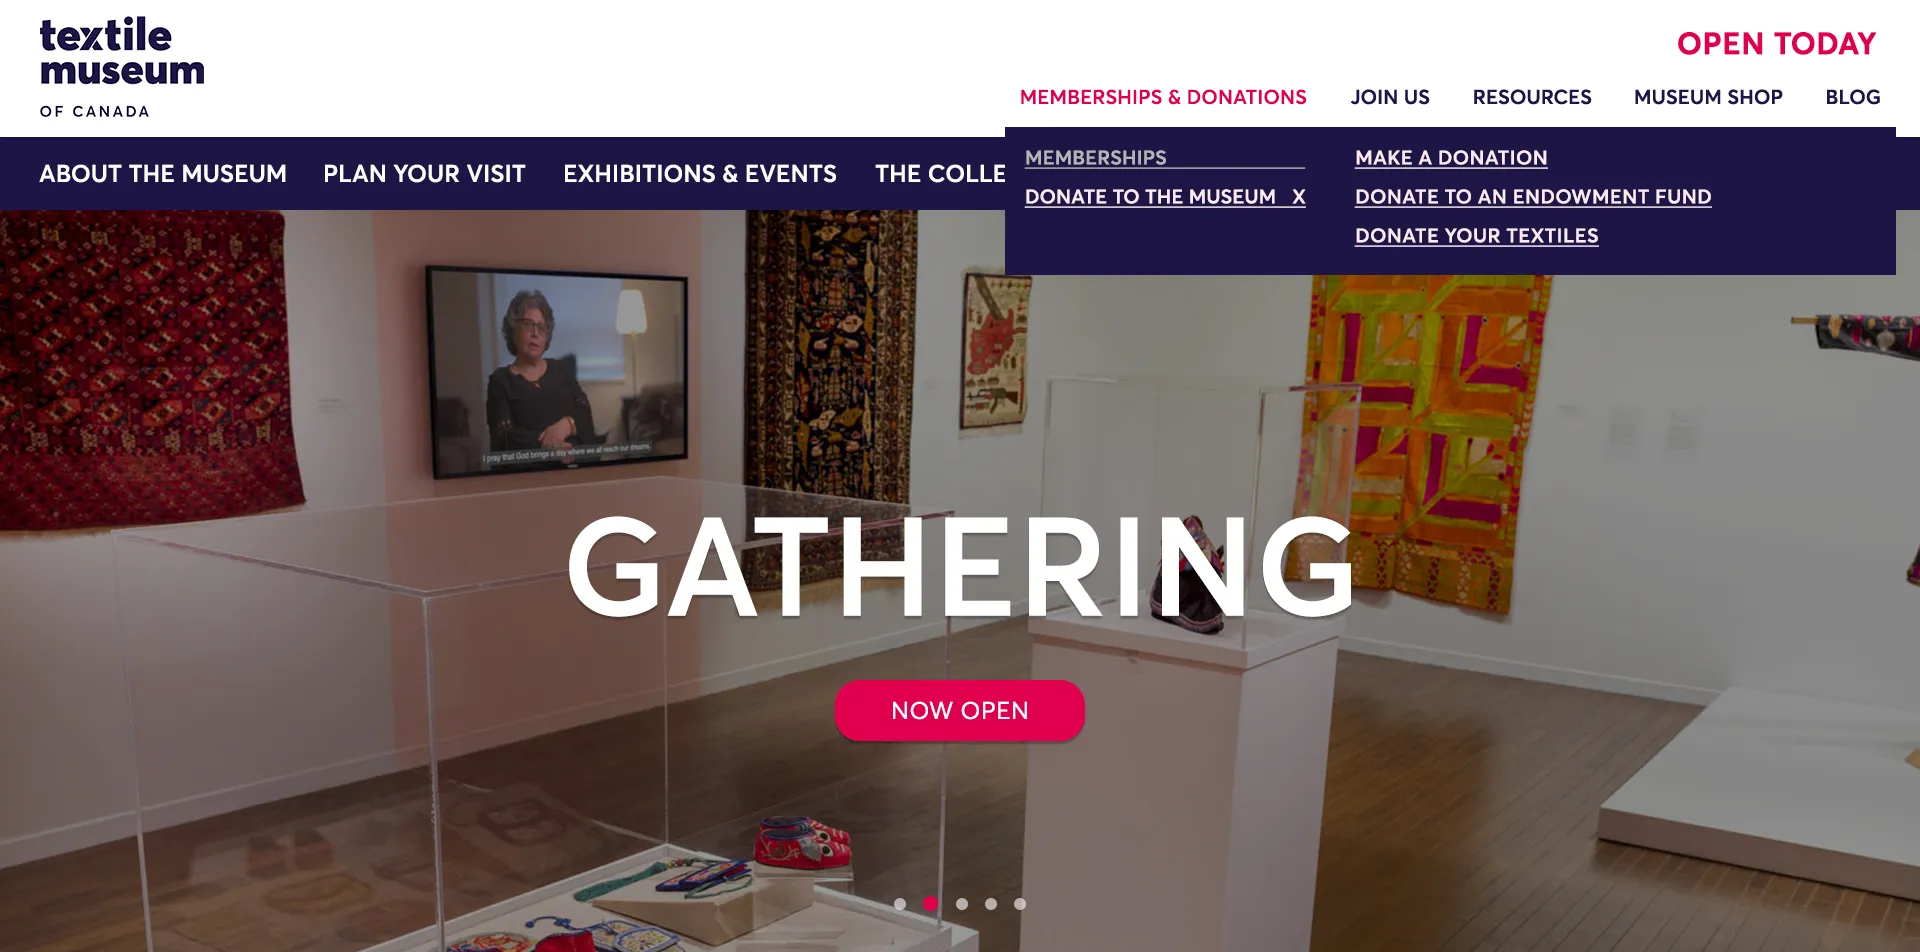 textile
museum
OF CANADA
OPEN TODAY
MEMBERSHIPS & DONATIONS JOIN US RESOURCES MUSEUM SHOP BLOG
ABOUT THE MUSEUM PLAN YOUR VISIT EXHIBITIONS & EVENTS THE COLLE
MEMBERSHIPS
DONATE TO THE MUSEUM X
MAKE A DONATION
DONATE TO AN ENDOWMENT FUND
DONATE YOUR TEXTILES
I pray that God brings a day where we all reach our dreams,
GATHERING
NOW OPEN